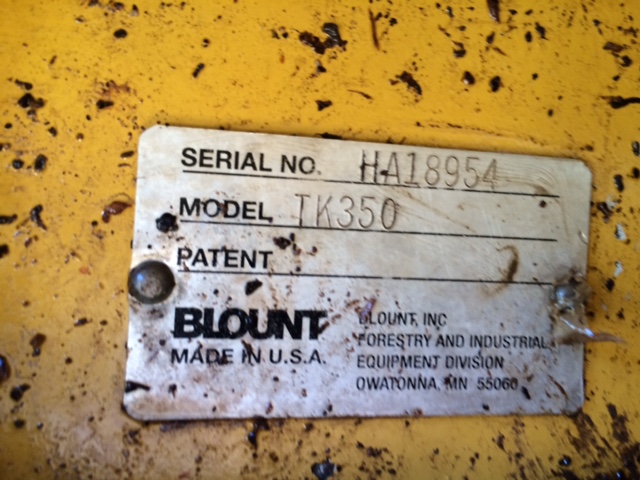 SERIAL NO. HA18954
MODEL TK350
PATENT
BLOUNT
MADE IN U.S.A.
BLOUNT, INC
FORESTRY AND INDUSTRIAL
EQUIPMENT DIVISION
OWATONNA, MN 55060